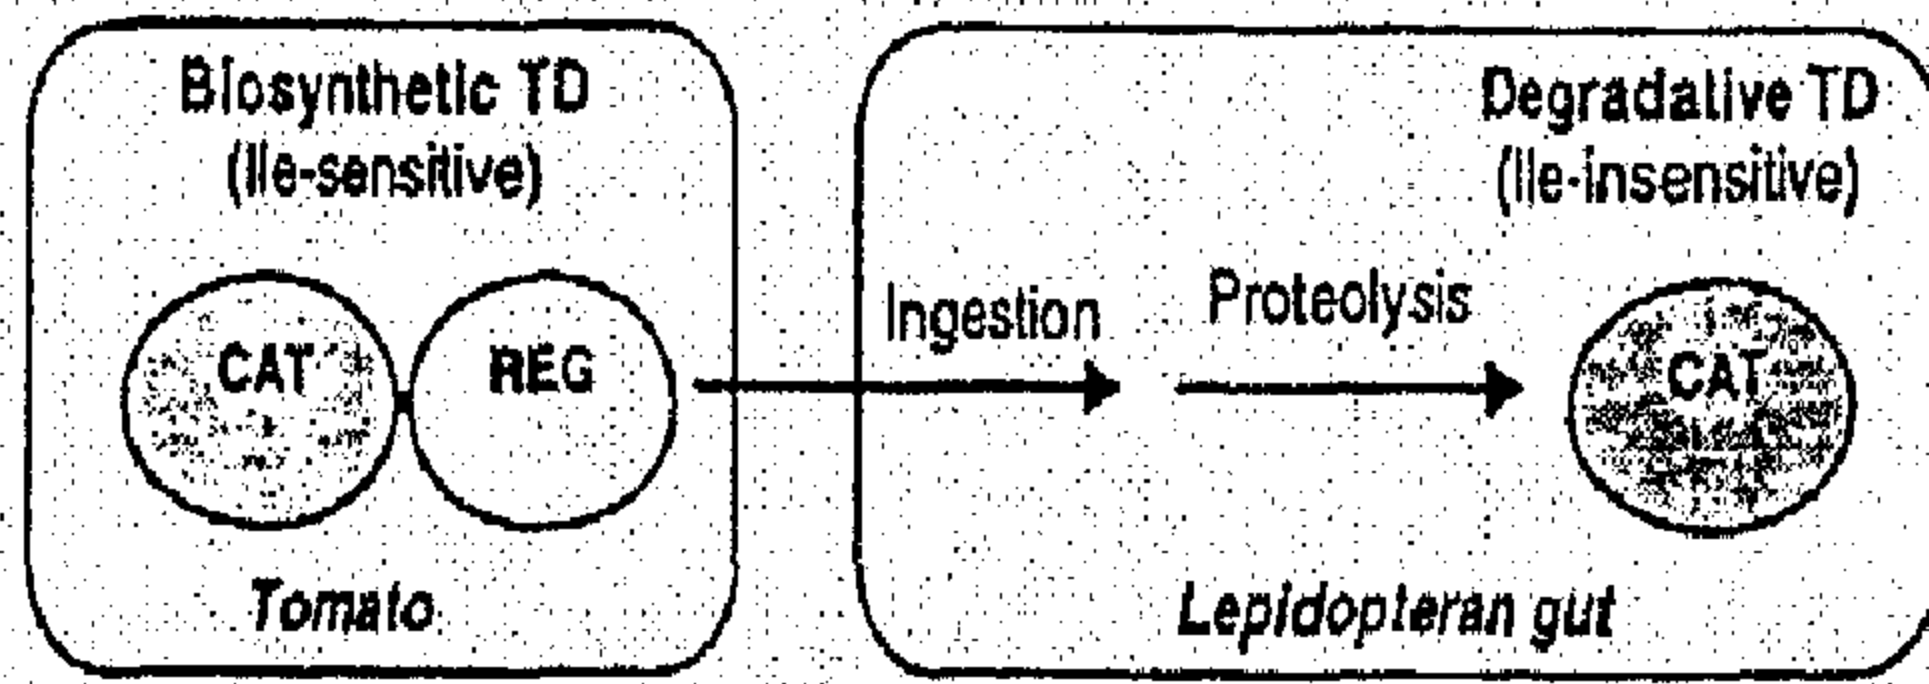 Biosynthetic TD
(Ile-sensitive)
CAT
REG
Tomato
Ingestion
Proteolysis
Degradative TD
(Ile-insensitive)
CAT
Lepidopteran gut